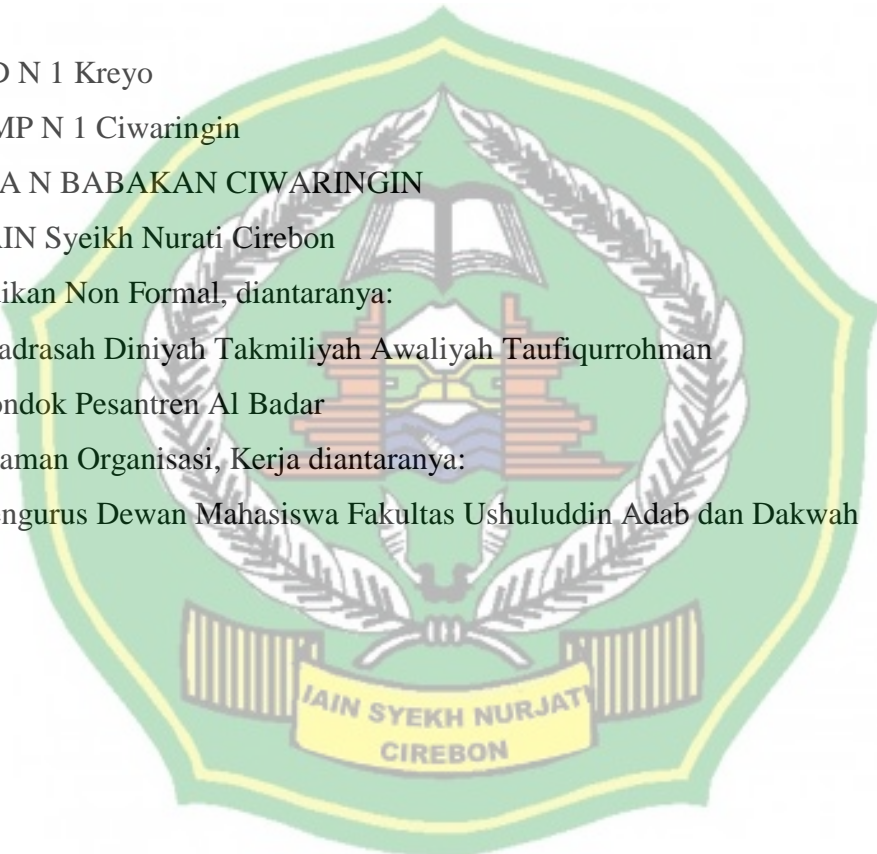 D N 1 Kreyo
MP N 1 Ciwaringin
A N BABAKAN CIWARINGIN
AIN Syeikh Nurati Cirebon
ikan Non Formal, diantaranya:
adrasah Diniyah Takmiliyah Awaliyah Taufiqurrohman
ondok Pesantren Al Badar
aman Organisasi, Kerja diantaranya:
engurus Dewan Mahasiswa Fakultas Ushuluddin Adab dan Dakwah
IAIN SYEKH NURJATI
CIREBON